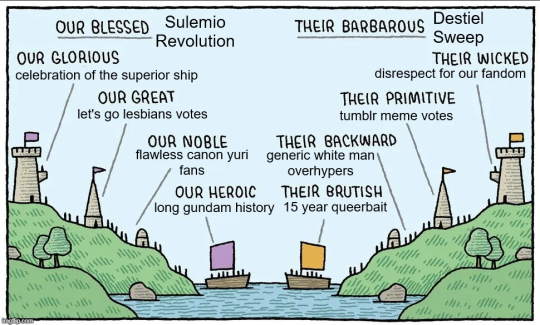 OUR BLESSED Sulemio
Revolution
OUR GLORIOUS
celebration of the superior ship
OUR GREAT
let's go lesbians votes
OUR NOBLE
flawless canon yuri
fans
OUR HEROIC
long gundam history
THEIR BARBAROUS Destiel
Sweep
THEIR WICKED
disrespect for our fandom
THEIR PRIMITIVE
tumblr meme votes
THEIR BACKWARD
generic white man
overhypers
THEIR BRUTISH
15 year queerbait
imgflip.com